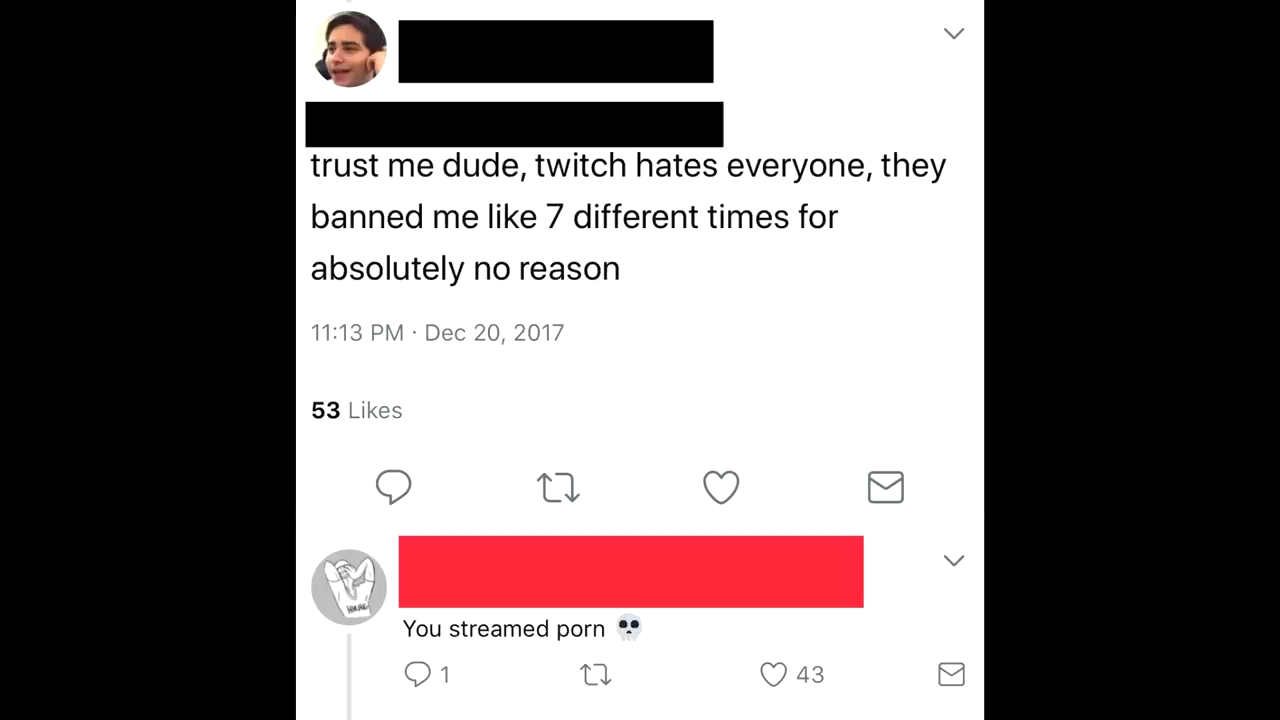 trust me dude, twitch hates everyone, they
banned me like 7 different times for
absolutely no reason
11:13 PM · Dec 20, 2017
53 Likes
You streamed porn 💀
1
43